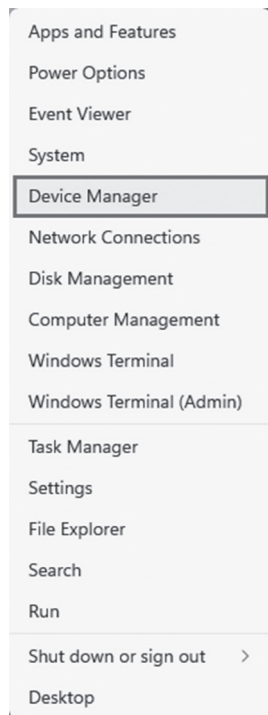 Apps and Features
Power Options
Event Viewer
System
Device Manager
Network Connections
Disk Management
Computer Management
Windows Terminal
Windows Terminal (Admin)
Task Manager
Settings
File Explorer
Search
Run
Shut down or sign out
Desktop